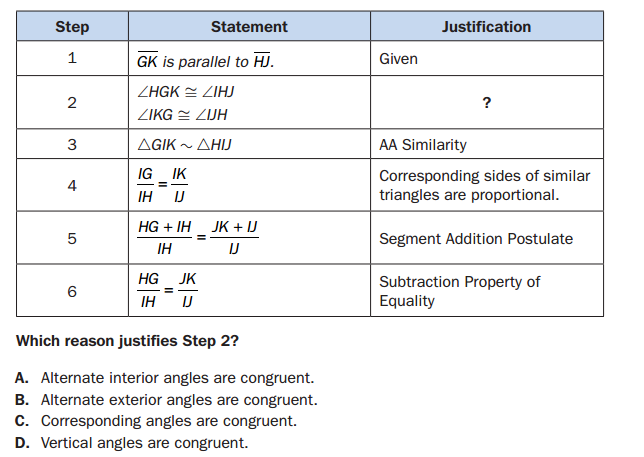 Step Statement Justification
1 GK is parallel to HJ. Given
2 ∠HGK ≅ ∠IHJ
∠IKG ≅ ∠IJH
?
3 △GIK ~ △HIJ AA Similarity
4 IG/IH = IK/IJ Corresponding sides of similar
triangles are proportional.
5 HG + IH/IH = JK + IJ/IJ Segment Addition Postulate
6 HG/IH = JK/IJ Subtraction Property of
Equality
Which reason justifies Step 2?
A. Alternate interior angles are congruent.
B. Alternate exterior angles are congruent.
C. Corresponding angles are congruent.
D. Vertical angles are congruent.